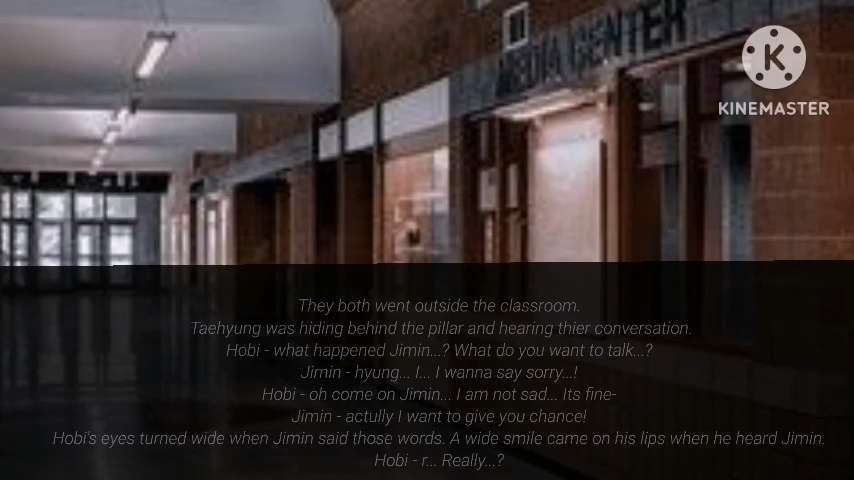 MEDIA CENTER
KINEMASTER
They both went outside the classroom.
Taehyung was hiding behind the pillar and hearing thier conversation.
Hobi - what happened Jimin...? What do you want to talk...?
Jimin - hyung... I... I wanna say sorry...!
Hobi - oh come on Jimin... I am not sad... Its fine-
Jimin - actully I want to give you chance!
Hobi's eyes turned wide when Jimin said those words. A wide smile came on his lips when he heard Jimin.
Hobi - r... Really...?